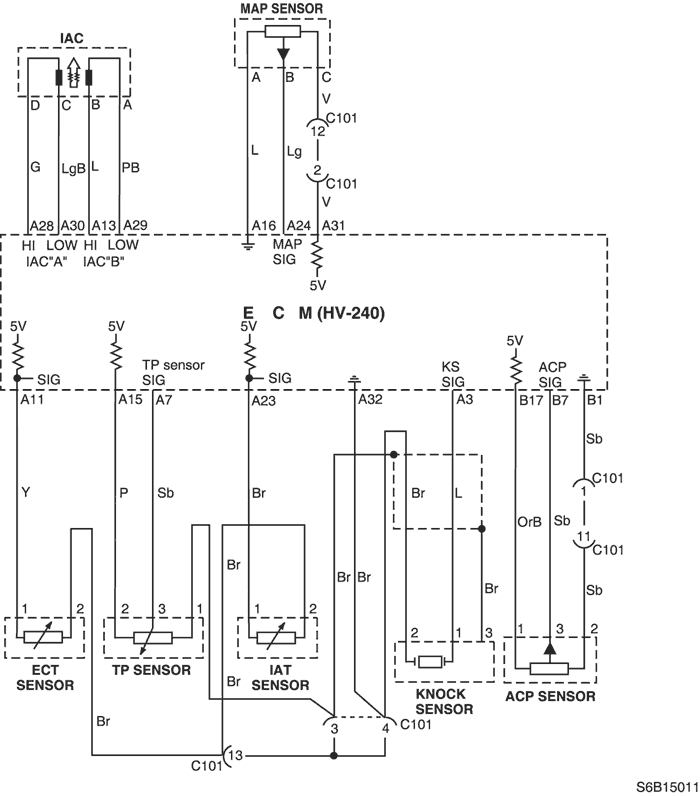 MAP SENSOR
IAC
A B C
D C B A
V
C101
12
G LgB L PB
L Lg
2
C101
V
A28 A30 A13 A29
A16 A24 A31
HI LOW HI LOW
IAC"A" IAC"B"
MAP
SIG
5V
E C M (HV-240)
5V 5V 5V
5V
TP sensor
SIG
KS
SIG
ACP
SIG
SIG
SIG
A11 A15 A7 A23 A32 A3 B17 B7 B1
Sb
C101
1
Y P Sb Br Br L
OrB Sb
11
C101
Br Br Br Br Sb
1 2 2 3 1 1 2 2 1 3 1 3 2
ECT
SENSOR
TP SENSOR
IAT
SENSOR
Br
KNOCK
SENSOR
ACP SENSOR
Br
3 4 C101
C101 13
S6B15011